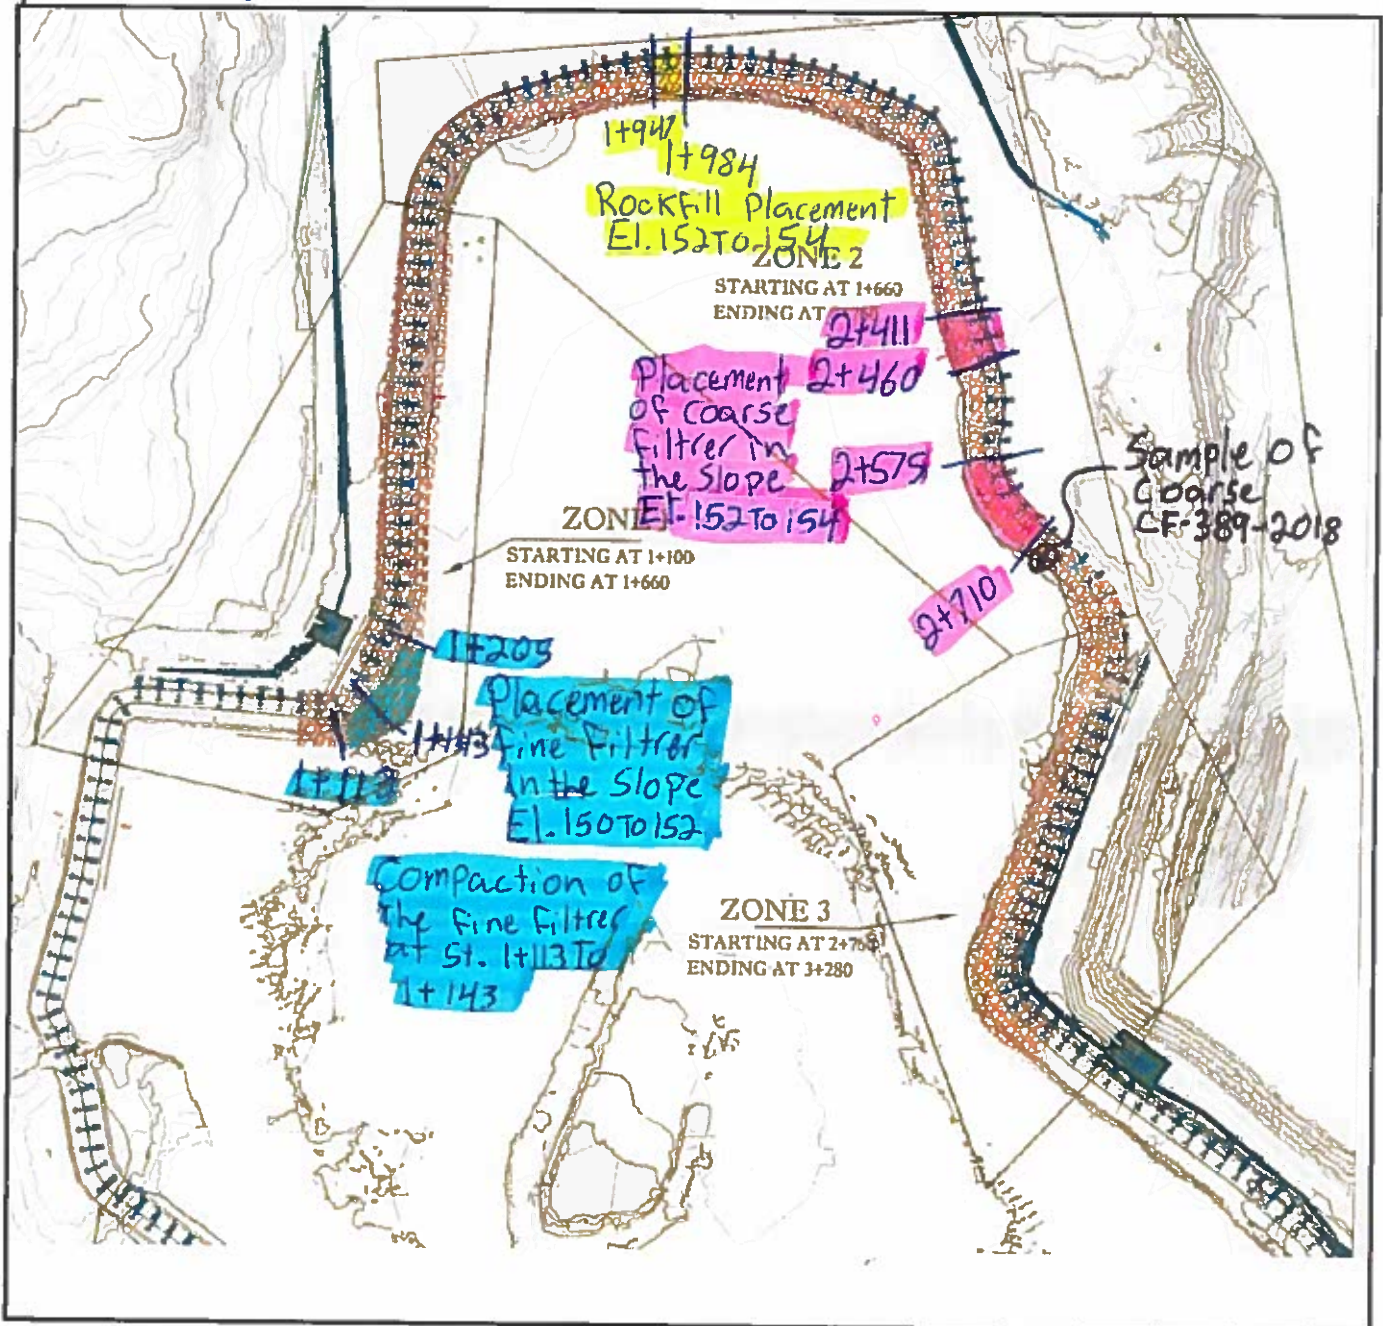 1+947
1+984
Rockfill Placement
El. 152 To 154
ZONE 2
STARTING AT 1+660
ENDING AT
2+411
2+460
Placement
of coarse
filtrer in
the Slope
El. 152 To 154
2+575
Sample of
Coarse
CF-389-2018
2+710
ZONE
STARTING AT 1+100
ENDING AT 1+660
1+205
1+143
1+113
Placement of
fine filtrer
in the Slope
El. 150 To 152
Compaction of
the fine filtrer
at St. 1+113 To
1+143
ZONE 3
STARTING AT
ENDING AT 3+280